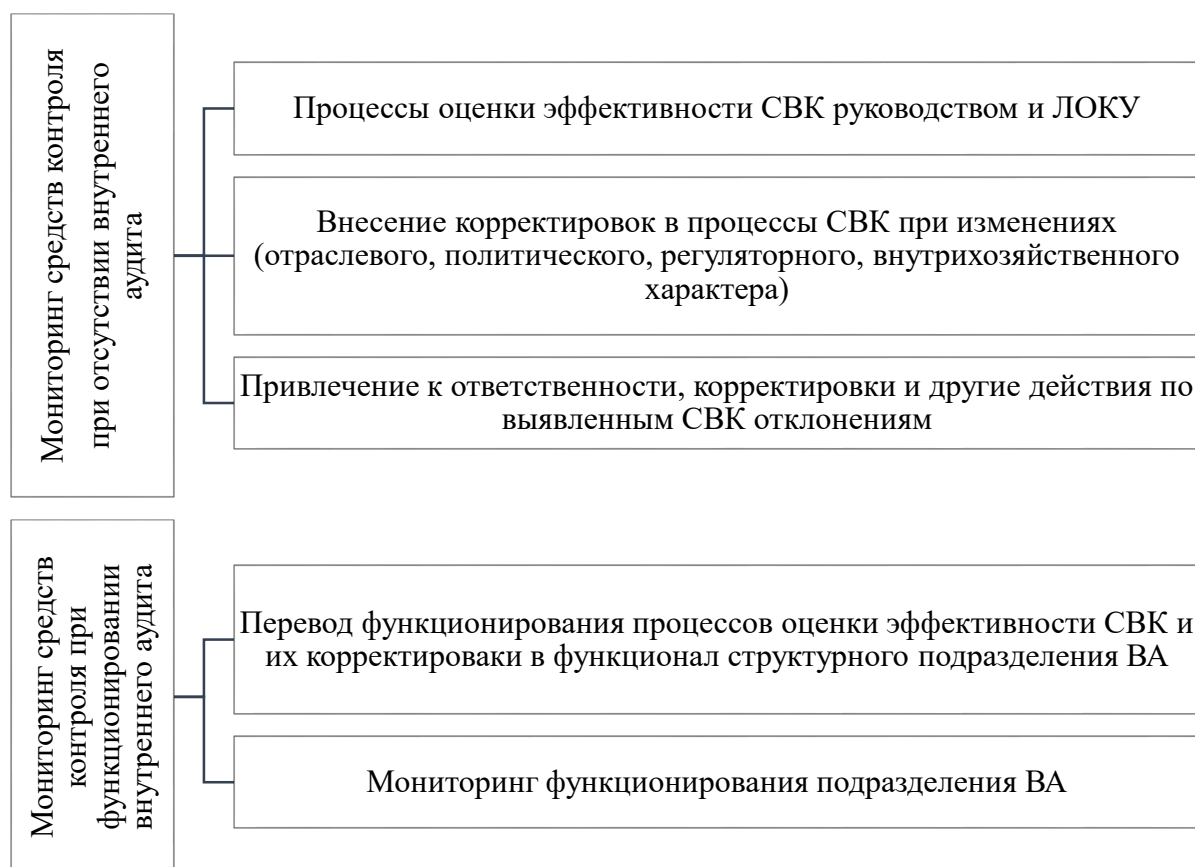 Мониторинг средств контроля
при отсутствии внутреннего
аудита
Процессы оценки эффективности СВК руководством и ЛОКУ
Внесение корректировок в процессы СВК при изменениях
(отраслевого, политического, регуляторного, внутрихозяйственного
характера)
Привлечение к ответственности, корректировки и другие действия по
выявленным СВК отклонениям
Мониторинг средств
контроля при
функционировании
внутреннего аудита
Перевод функционирования процессов оценки эффективности СВК и
их корректироваки в функционал структурного подразделения ВА
Мониторинг функционирования подразделения ВА